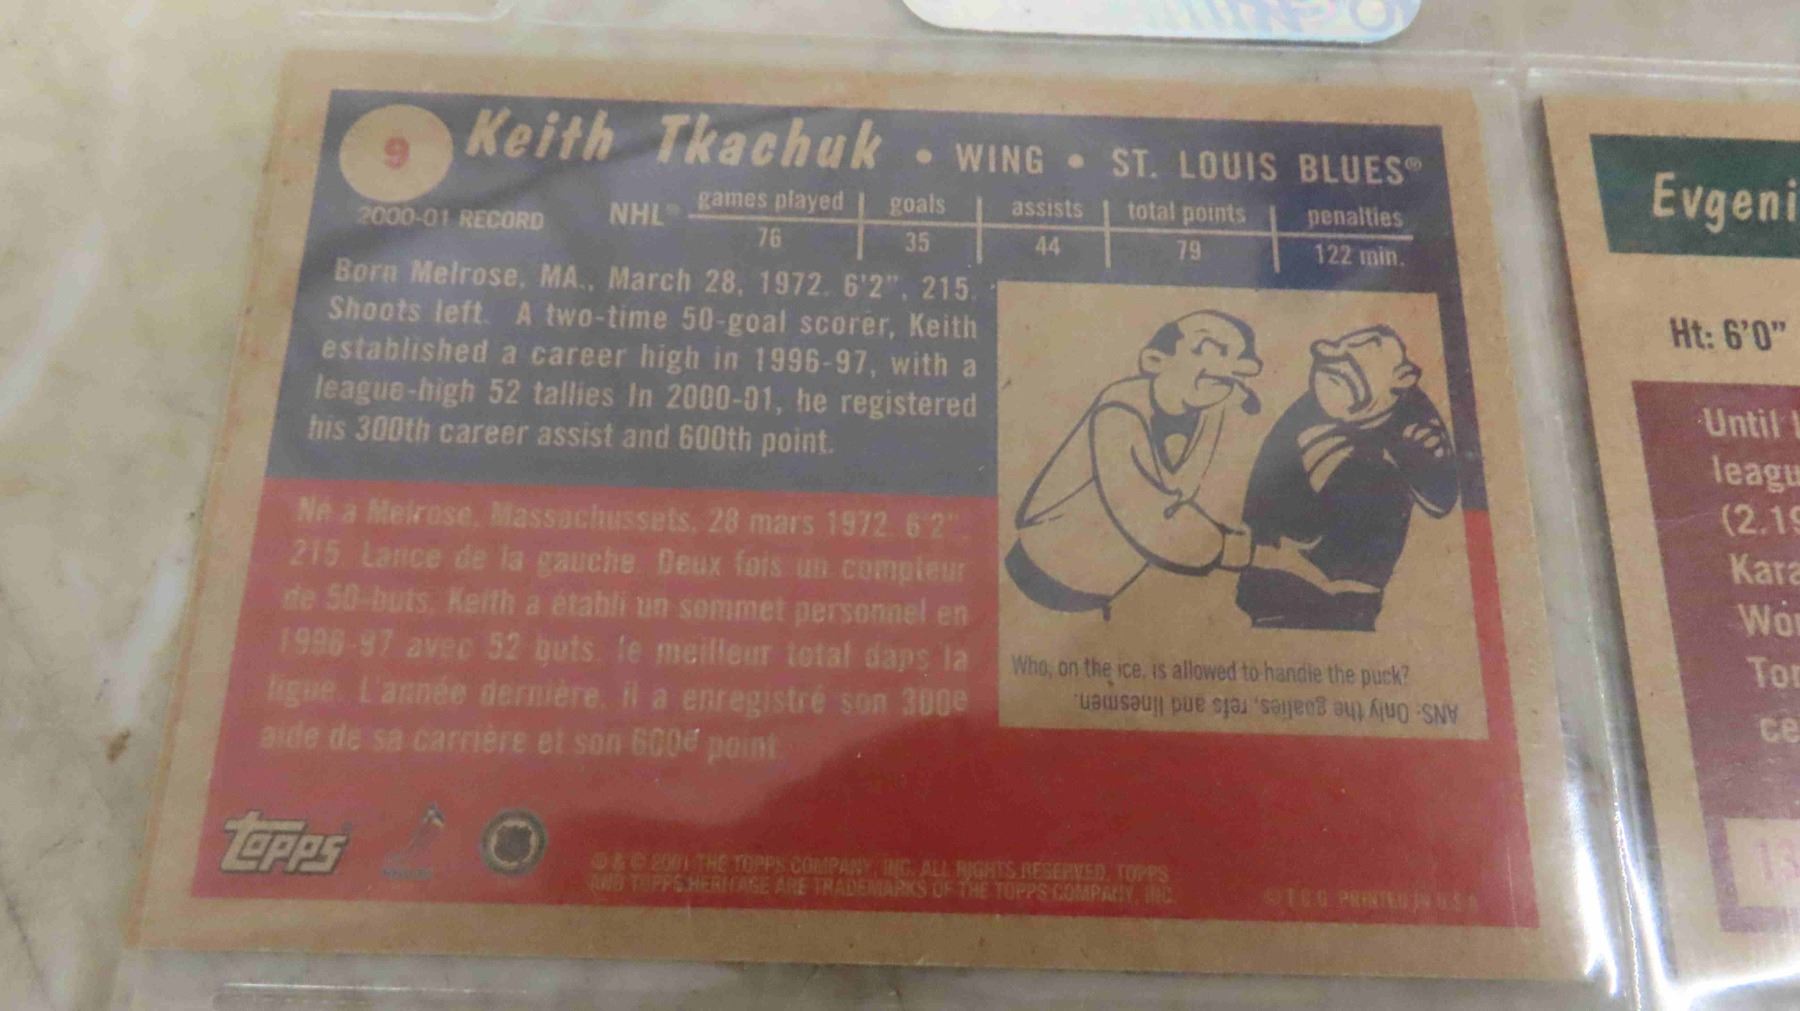 9 Keith Tkachuk • WING • ST. LOUIS BLUES®
2000-01 RECORD NHL® games played goals assists total points penalties
76 35 44 79 122 min.
Born Melrose, MA., March 28, 1972. 6'2", 215.
Shoots left. A two-time 50-goal scorer, Keith
established a career high in 1996-97, with a
league-high 52 tallies In 2000-01, he registered
his 300th career assist and 600th point.
Né a Melrose, Massachussets, 28 mars 1972. 6'2",
215. Lance de la gauche. Deux fois un compteur
de 50-buts, Keith a établi un sommet personnel en
1996-97 avec 52 buts, le meilleur total dans la
ligue. L'année dernière, il a enregistré son 300e
aide de sa carrière et son 600e point.
Who, on the ice, is allowed to handle the puck?
ANS: Only the goalies, refs and linesmen.
topps
® & © 2001 THE TOPPS COMPANY, INC. ALL RIGHTS RESERVED. TOPPS
AND TOPPS HERITAGE ARE TRADEMARKS OF THE TOPPS COMPANY, INC.
© T.C.G. PRINTED IN U.S.A.
Evgeni
Ht: 6'0"
Until
leagu
(2.19
Kara
Wor
Tor
ce
13